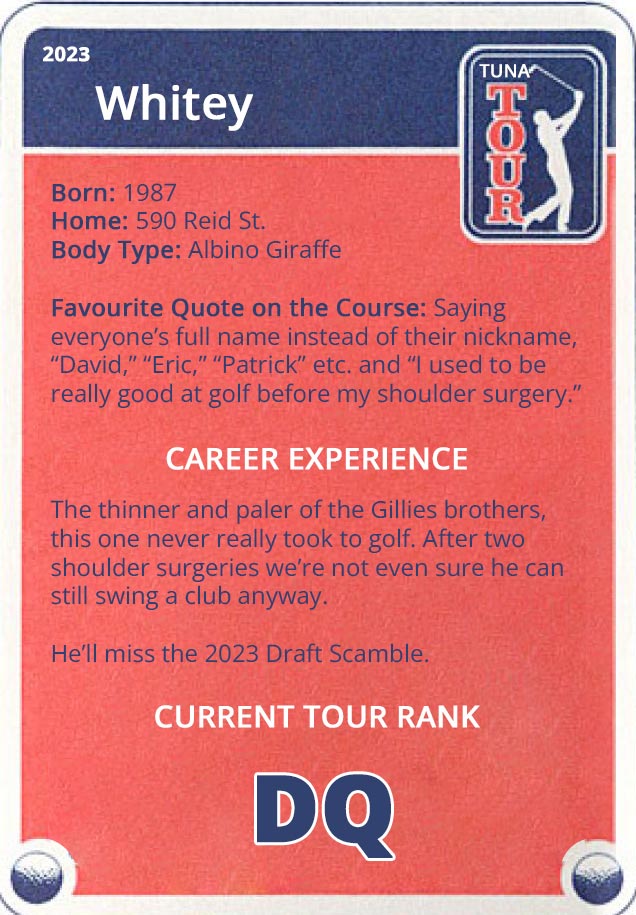 2023
Whitey
TUNA
TOUR
Born: 1987
Home: 590 Reid St.
Body Type: Albino Giraffe
Favourite Quote on the Course: Saying
everyone’s full name instead of their nickname,
“David,” “Eric,” “Patrick” etc. and “I used to be
really good at golf before my shoulder surgery.”
CAREER EXPERIENCE
The thinner and paler of the Gillies brothers,
this one never really took to golf. After two
shoulder surgeries we’re not even sure he can
still swing a club anyway.
He’ll miss the 2023 Draft Scamble.
CURRENT TOUR RANK
DQ